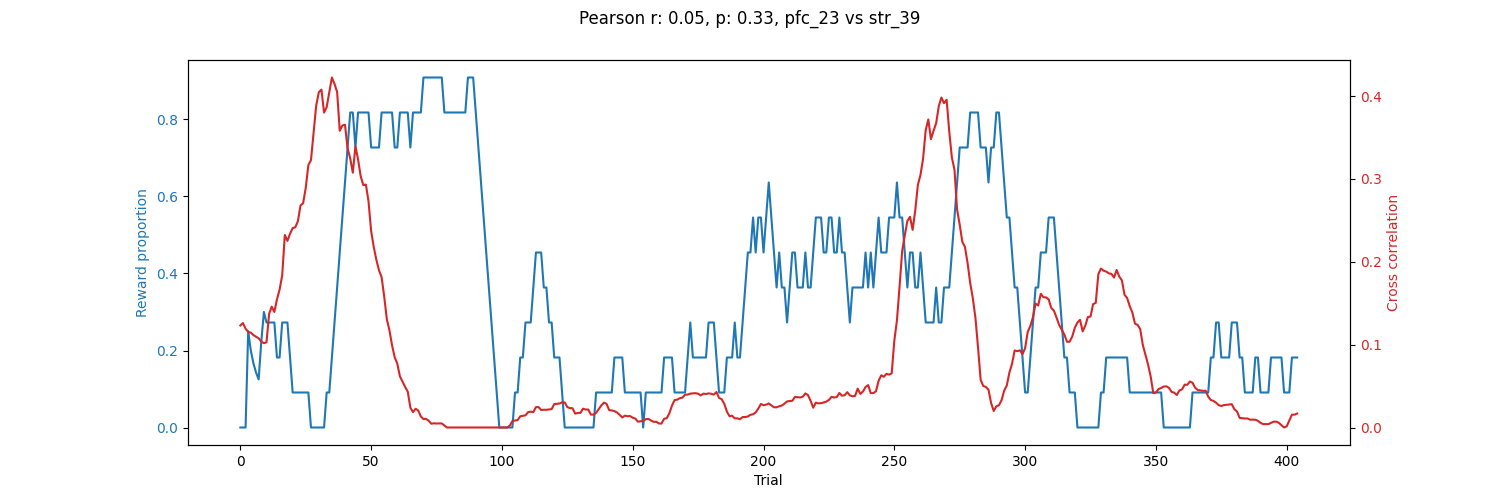 Pearson r: 0.05, p: 0.33, pfc_23 vs str_39
Reward proportion
0.8
0.6
0.4
0.2
0.0
0.4
0.3
0.2
0.1
0.0
Cross correlation
0 50 100 150 200 250 300 350 400
Trial